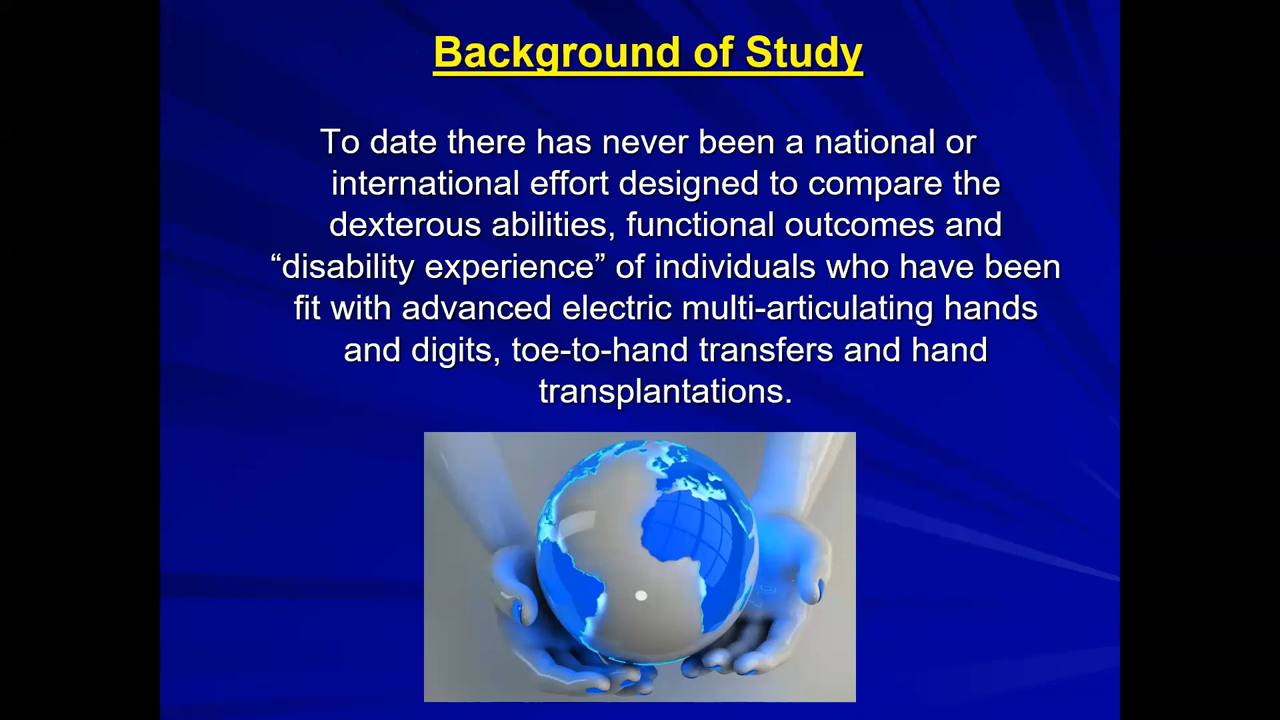 Background of Study
To date there has never been a national or
international effort designed to compare the
dexterous abilities, functional outcomes and
“disability experience” of individuals who have been
fit with advanced electric multi-articulating hands
and digits, toe-to-hand transfers and hand
transplantations.